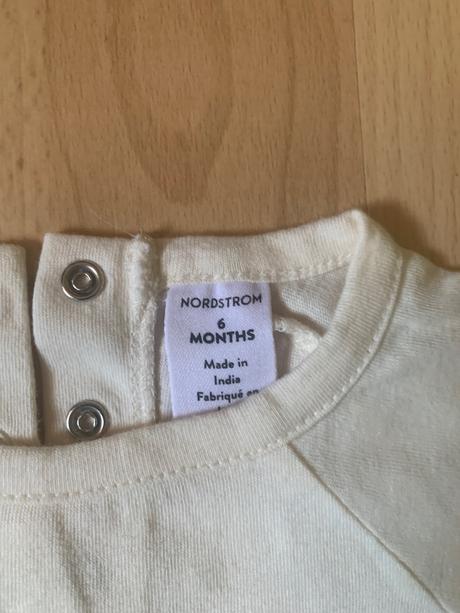 NORDSTROM
6
MONTHS
Made in
India
Fabriqué en